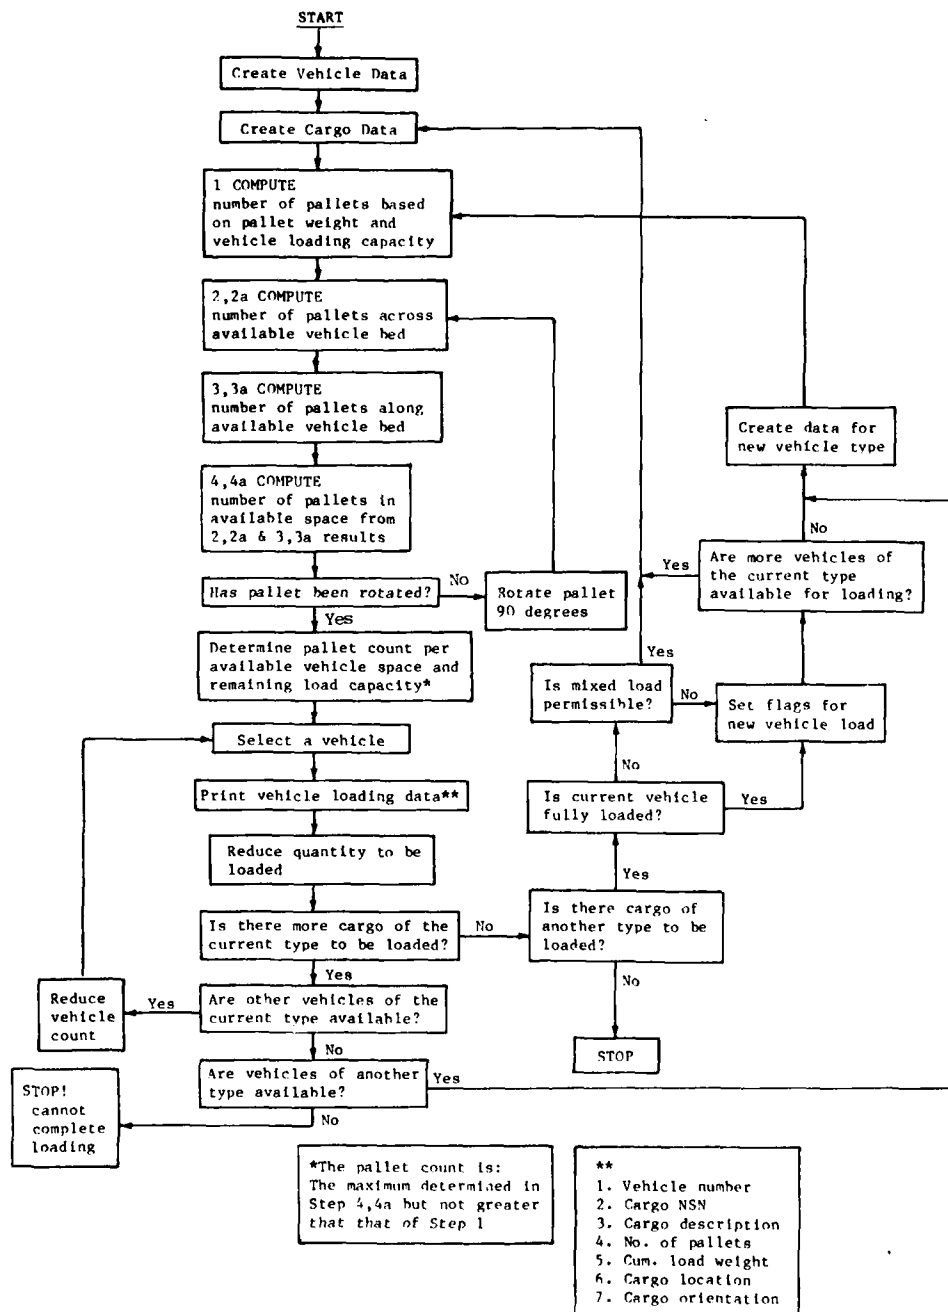 START
Create Vehicle Data
Create Cargo Data
1 COMPUTE
number of pallets based
on pallet weight and
vehicle loading capacity
2,2a COMPUTE
number of pallets across
available vehicle bed
3,3a COMPUTE
number of pallets along
available vehicle bed
4,4a COMPUTE
number of pallets in
available space from
2,2a & 3,3a results
Has pallet been rotated?
No
Rotate pallet
90 degrees
Yes
Determine pallet count per
available vehicle space and
remaining load capacity*
Select a vehicle
Print vehicle loading data**
Reduce quantity to be
loaded
Is there more cargo of the
current type to be loaded?
No
Yes
Are other vehicles of the
current type available?
Yes
Reduce
vehicle
count
No
Are vehicles of another
type available?
Yes
No
STOP!
cannot
complete
loading
Create data for
new vehicle type
No
Are more vehicles of
the current type
available for loading?
Yes
Yes
Is mixed load
permissible?
No
Set flags for
new vehicle load
No
Is current vehicle
fully loaded?
Yes
Yes
Is there cargo of
another type to be
loaded?
No
STOP
*The pallet count is:
The maximum determined in
Step 4,4a but not greater
that that of Step 1
**
1. Vehicle number
2. Cargo NSN
3. Cargo description
4. No. of pallets
5. Cum. load weight
6. Cargo location
7. Cargo orientation